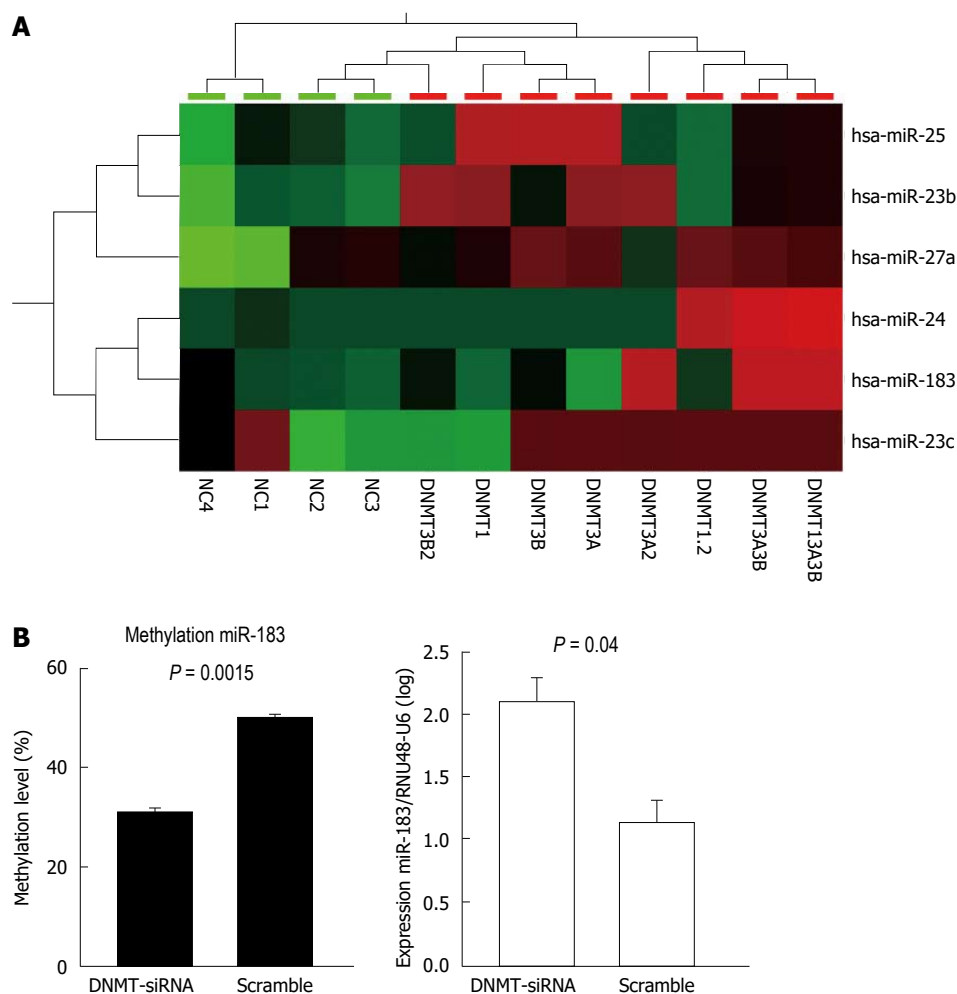 A
hsa-miR-25
hsa-miR-23b
hsa-miR-27a
hsa-miR-24
hsa-miR-183
hsa-miR-23c
NC4
NC1
NC2
NC3
DNMT3B2
DNMT1
DNMT3B
DNMT3A
DNMT3A2
DNMT1.2
DNMT3A3B
DNMT13A3B
B
Methylation miR-183
P = 0.0015
Methylation level (%)
60
40
20
0
DNMT-siRNA
Scramble
P = 0.04
Expression miR-183/RNU48-U6 (log)
2.5
2.0
1.5
1.0
0.5
0.0
DNMT-siRNA
Scramble